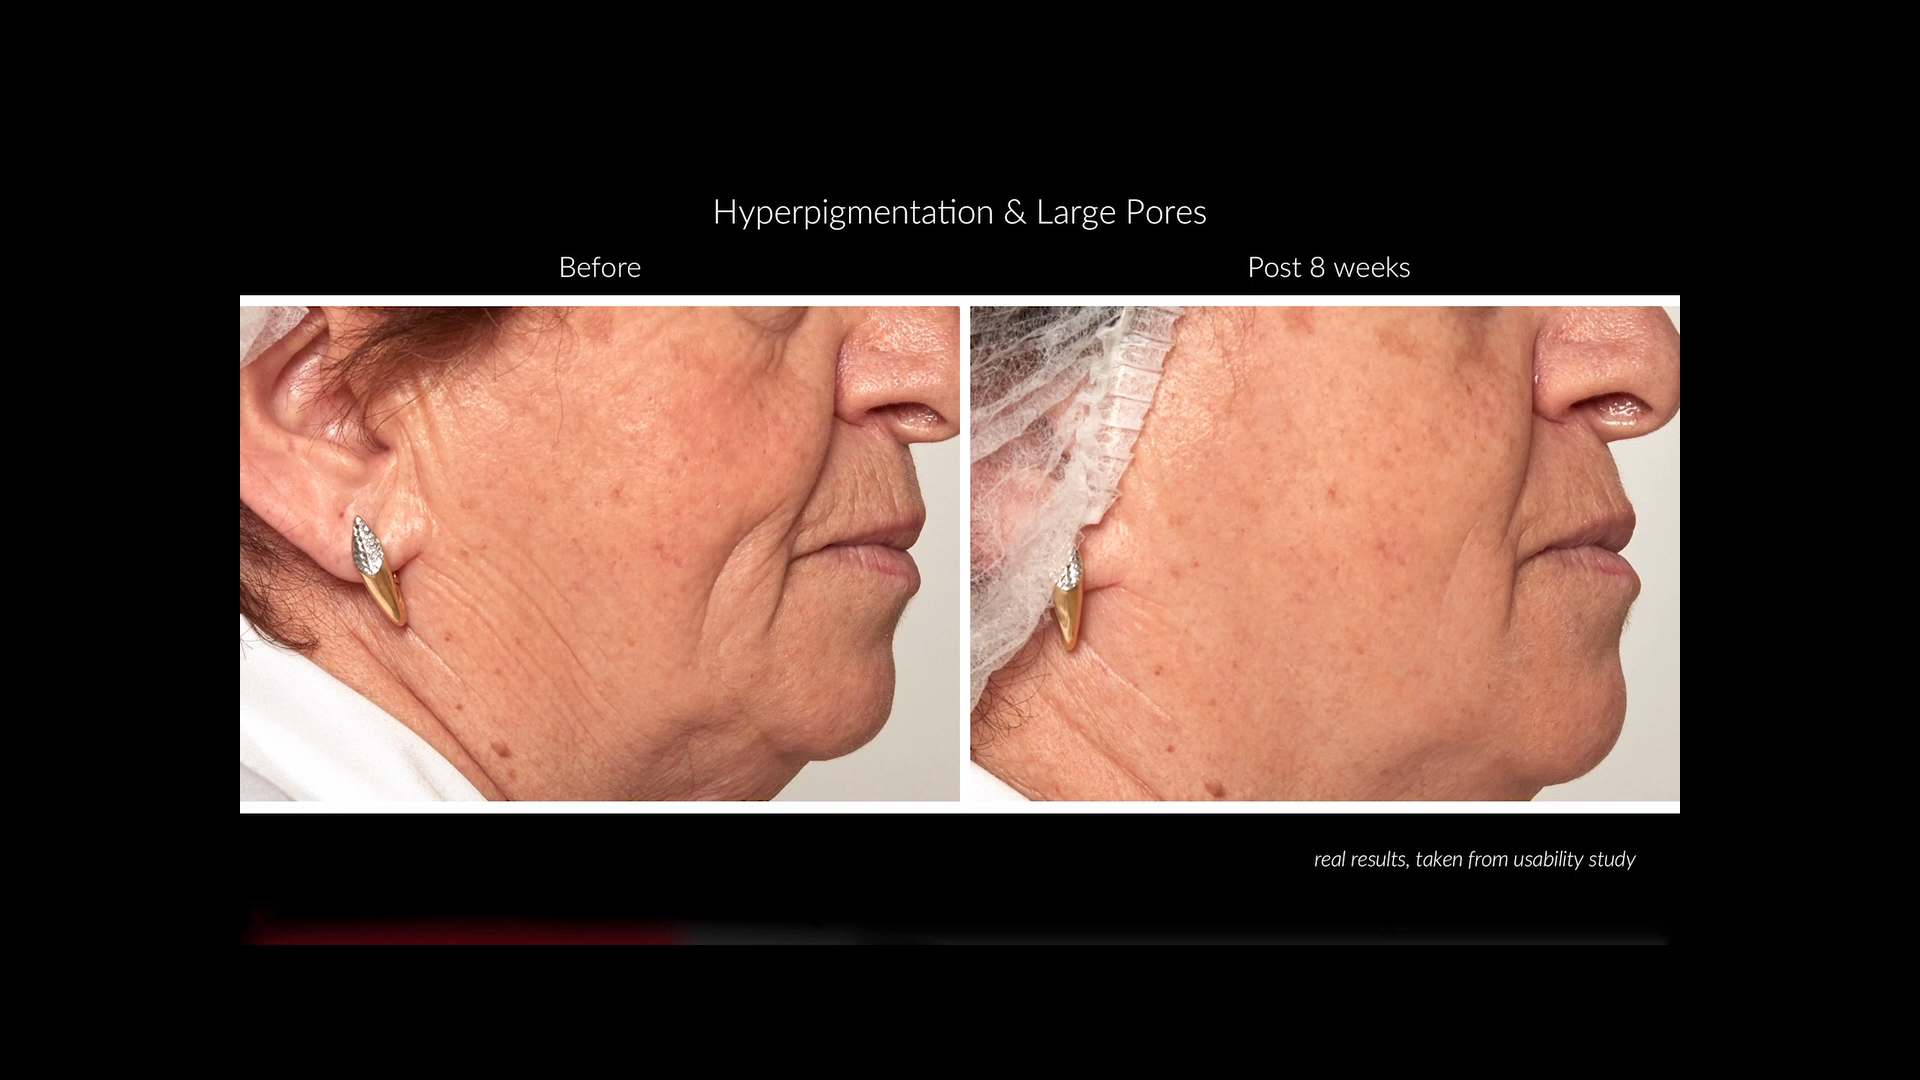 Hyperpigmentation & Large Pores
Before
Post 8 weeks
real results, taken from usability study